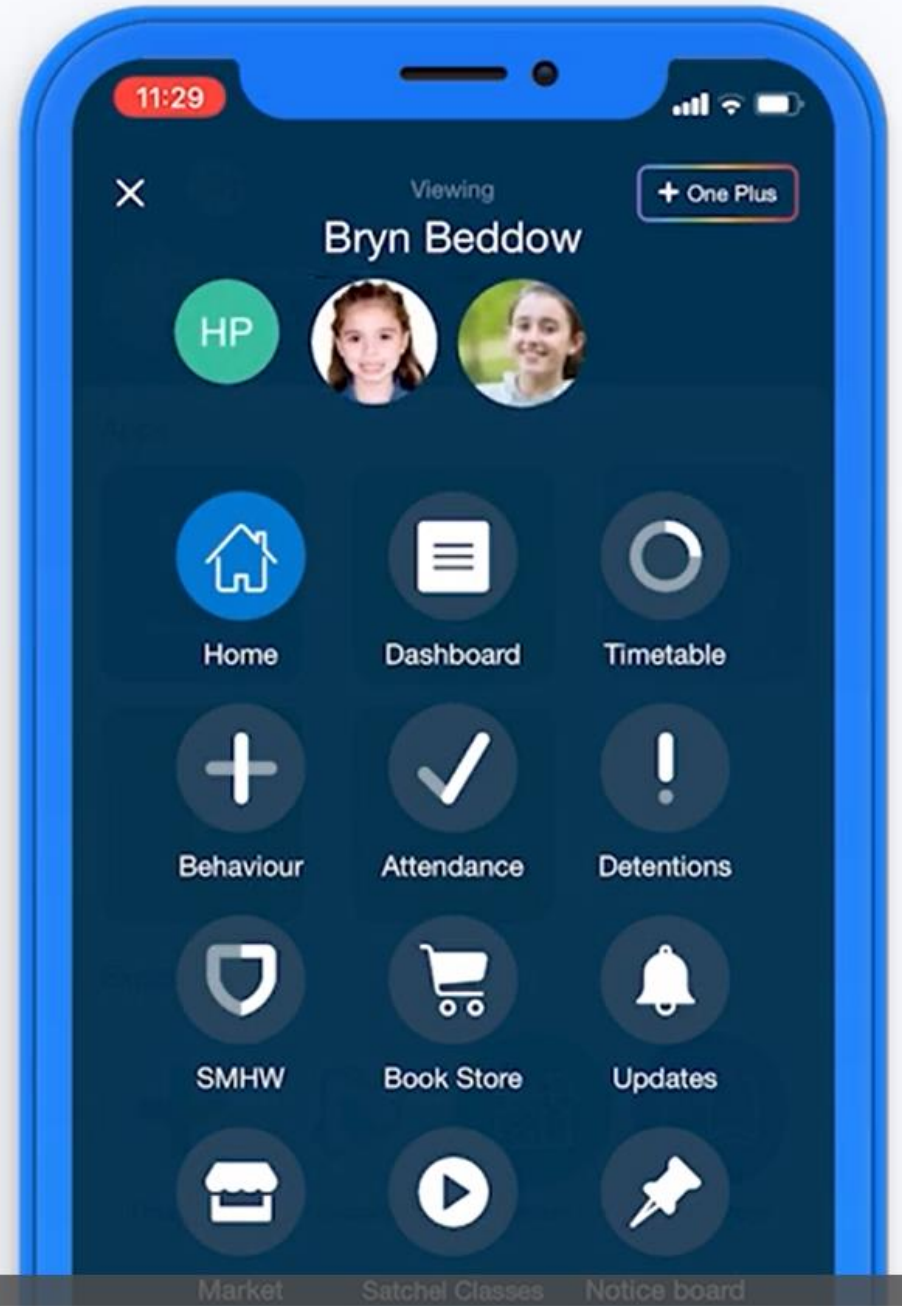 11:29
Viewing
+ One Plus
Bryn Beddow
HP
Home Dashboard Timetable
Behaviour Attendance Detentions
SMHW Book Store Updates
Market Satchel Classes Notice board